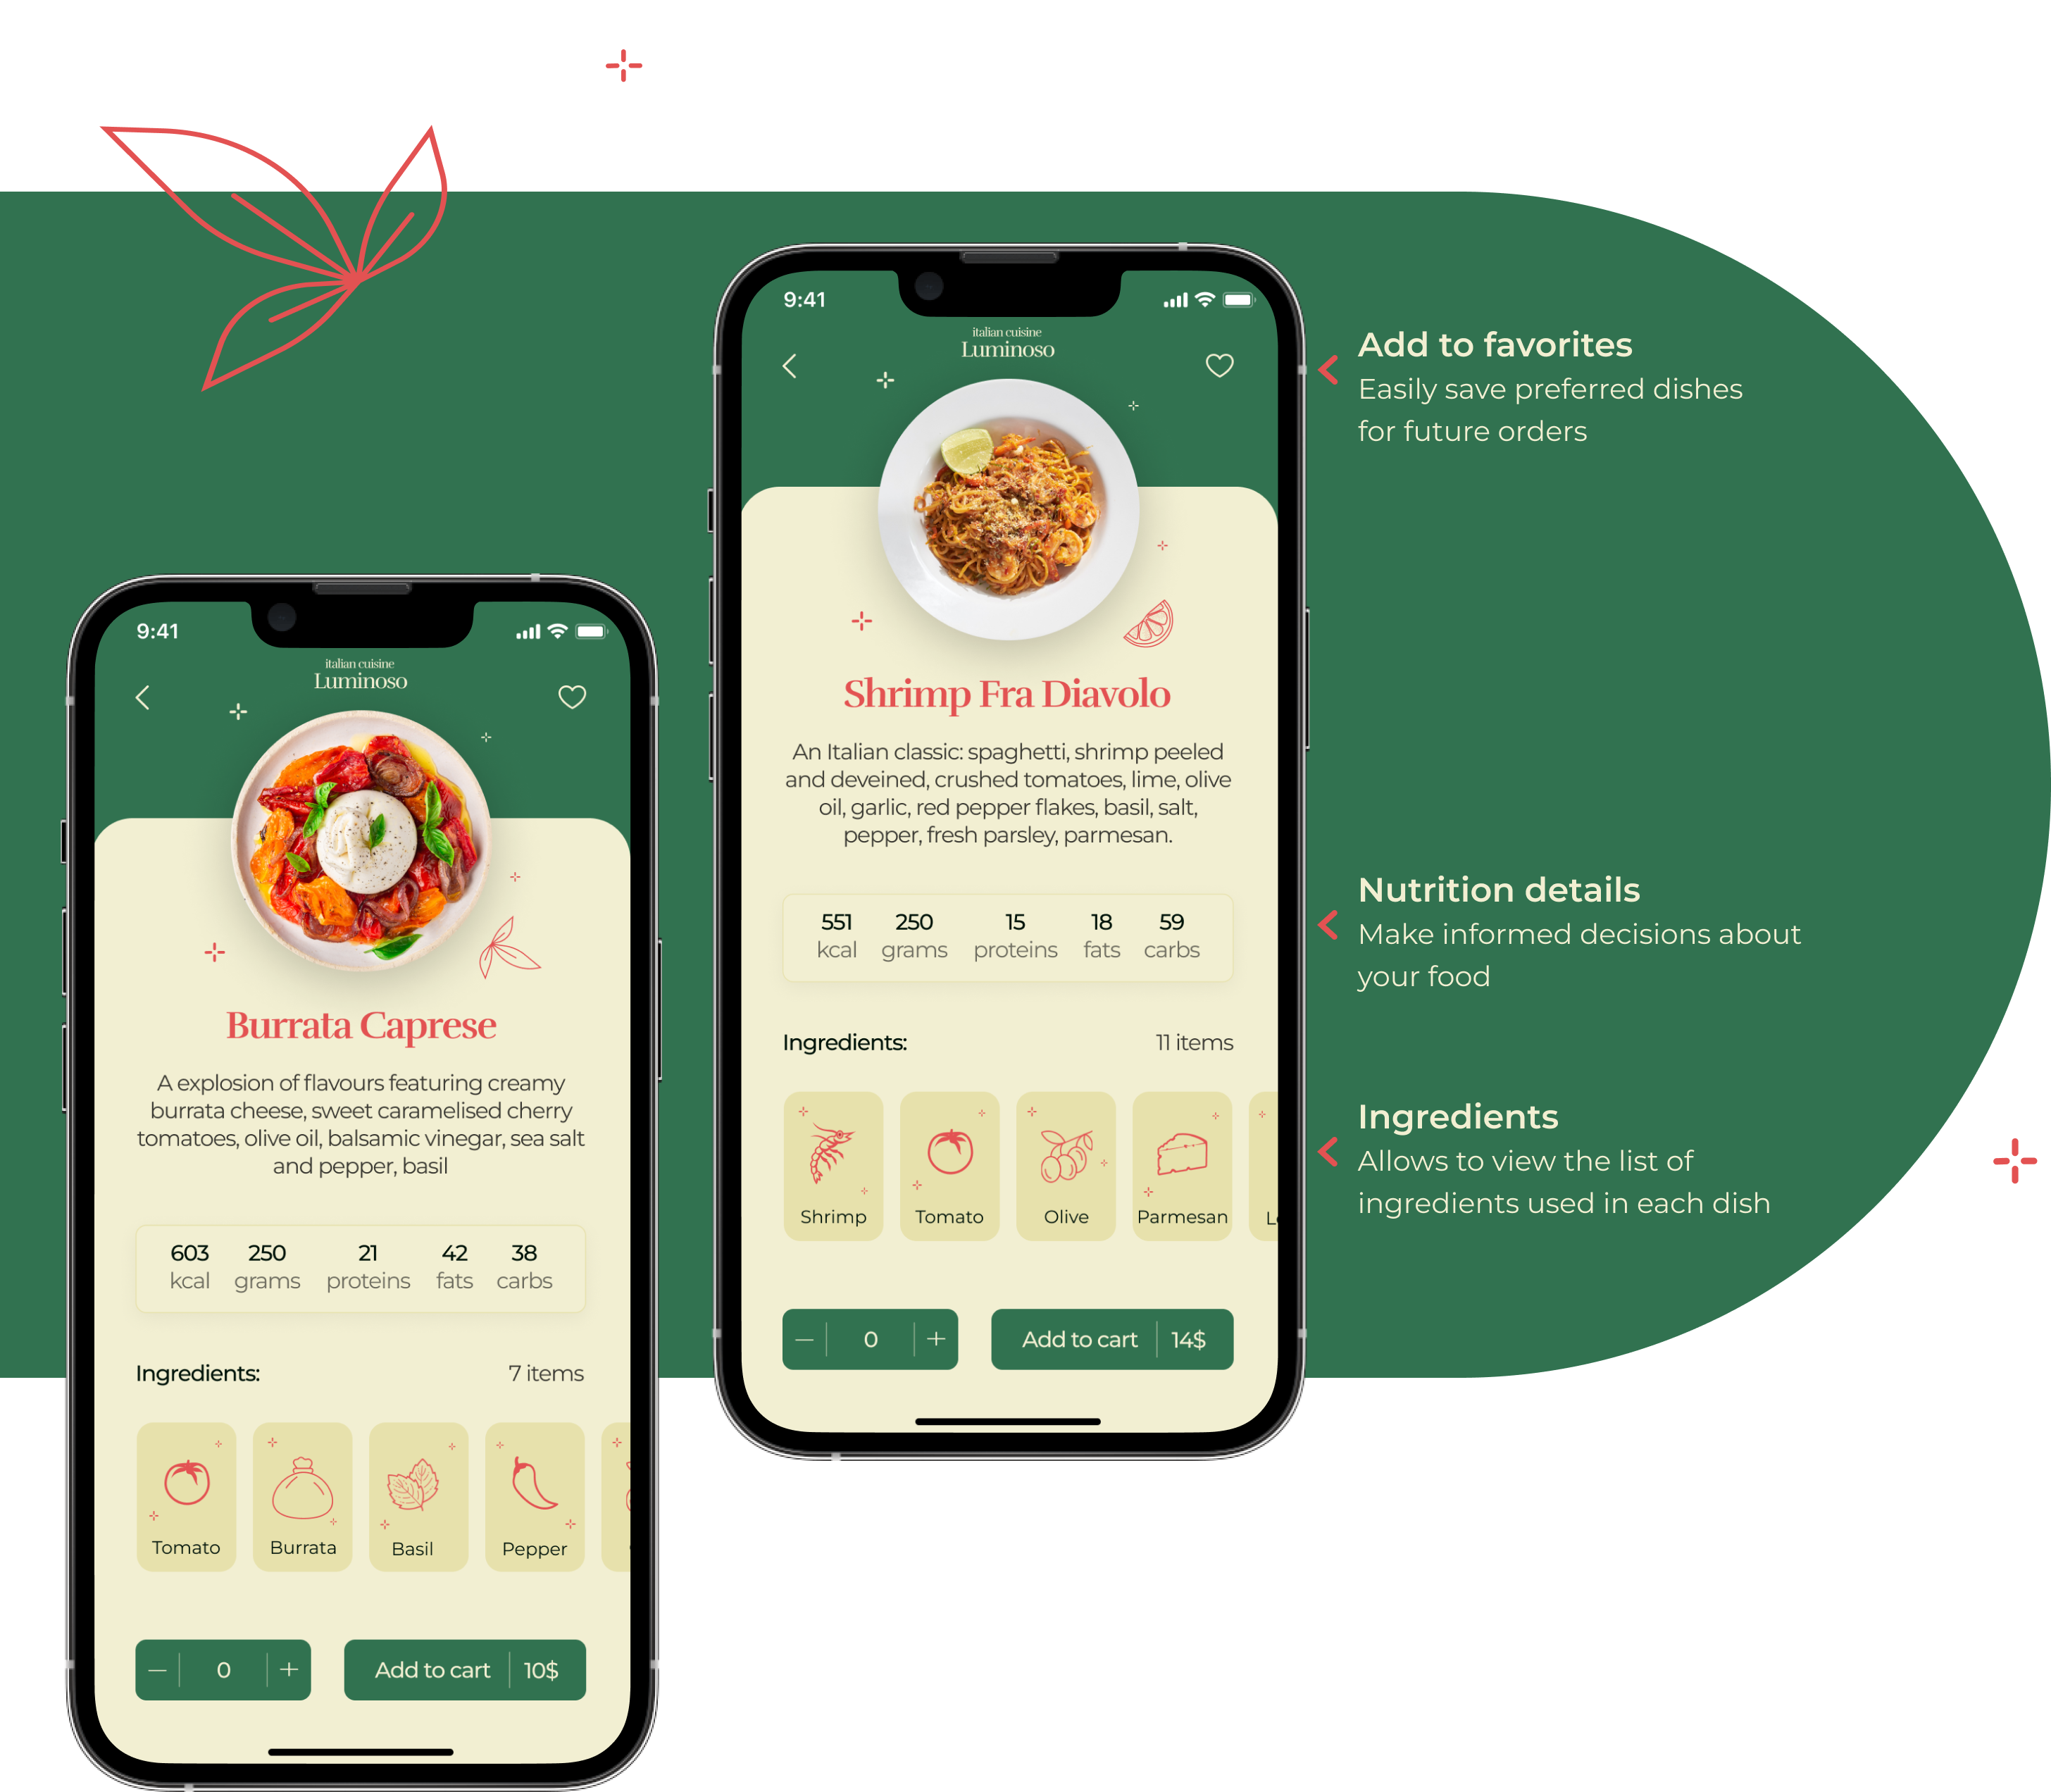 9:41
italian cuisine
Luminoso
Burrata Caprese
A explosion of flavours featuring creamy
burrata cheese, sweet caramelised cherry
tomatoes, olive oil, balsamic vinegar, sea salt
and pepper, basil
603 250 21 42 38
kcal grams proteins fats carbs
Ingredients: 7 items
Tomato Burrata Basil Pepper
0 Add to cart 10$
9:41
italian cuisine
Luminoso
Shrimp Fra Diavolo
An Italian classic: spaghetti, shrimp peeled
and deveined, crushed tomatoes, lime, olive
oil, garlic, red pepper flakes, basil, salt,
pepper, fresh parsley, parmesan.
551 250 15 18 59
kcal grams proteins fats carbs
Ingredients: 11 items
Shrimp Tomato Olive Parmesan
0 Add to cart 14$
Add to favorites
Easily save preferred dishes
for future orders
Nutrition details
Make informed decisions about
your food
Ingredients
Allows to view the list of
ingredients used in each dish